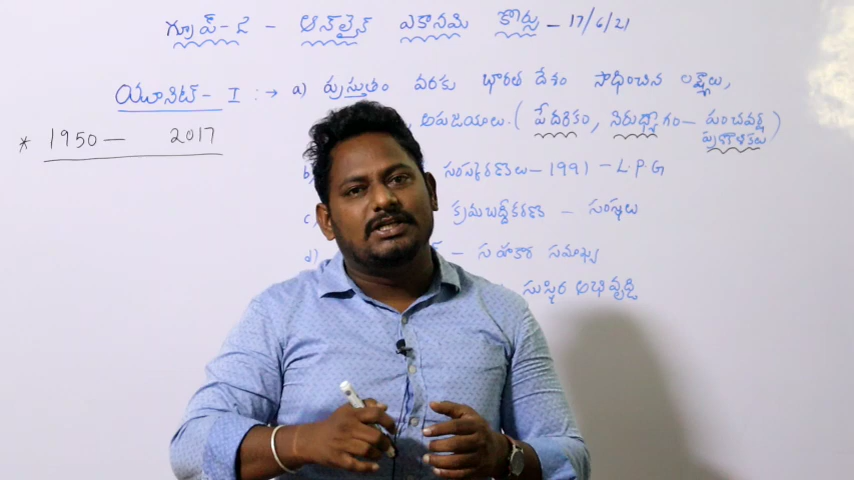 గ్రూప్-2 - ఆన్‌లైన్ ఎకానమి కోర్సు - 17/6/21
యూనిట్- I :→ a) ప్రస్తుతం వరకు భారత దేశం సాధించిన లక్ష్యాలు,
అపజయాలు. ( పేదరికం, నిరుద్యోగం- పంచవర్ష ప్రణాళికలు )
* 1950 - 2017
b) సంస్కరణలు - 1991 - L.P.G
c) క్రమబద్ధీకరణ - సంస్థలు
d) - సహకార సమాఖ్య
సుస్థిర అభివృద్ధి